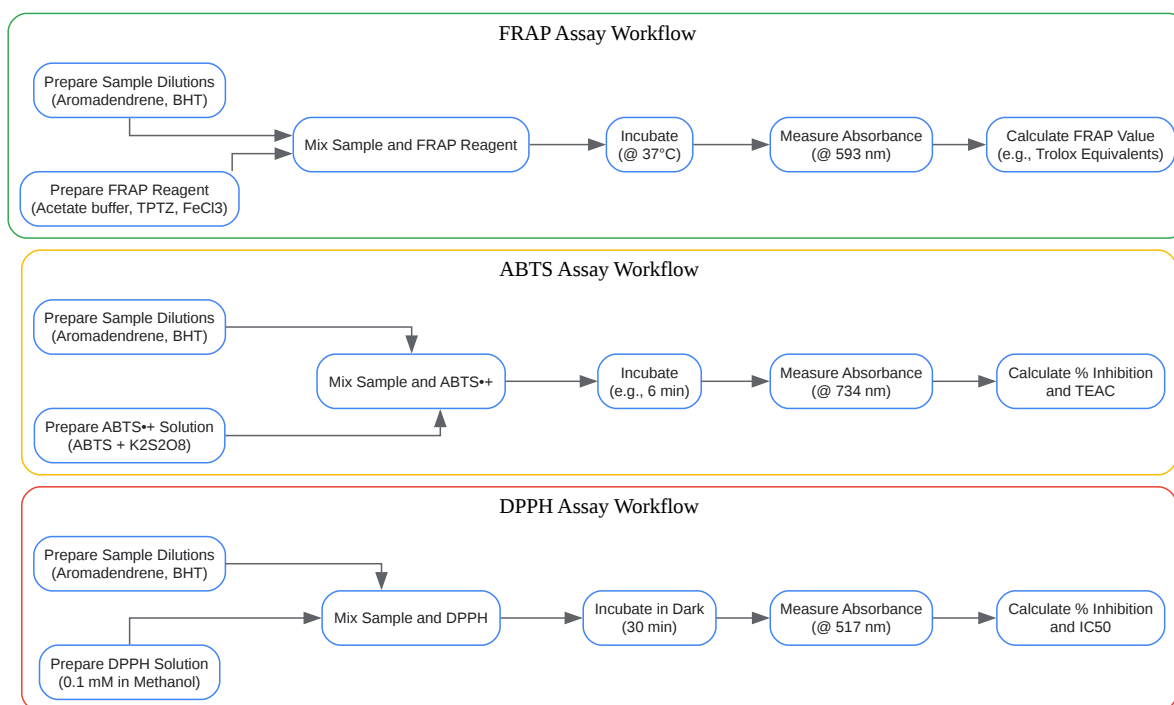 FRAP Assay Workflow
Prepare Sample Dilutions
(Aromadendrene, BHT)
Prepare FRAP Reagent
(Acetate buffer, TPTZ, FeCl3)
Mix Sample and FRAP Reagent
Incubate
(@ 37°C)
Measure Absorbance
(@ 593 nm)
Calculate FRAP Value
(e.g., Trolox Equivalents)
ABTS Assay Workflow
Prepare Sample Dilutions
(Aromadendrene, BHT)
Prepare ABTS•+ Solution
(ABTS + K2S2O8)
Mix Sample and ABTS•+
Incubate
(e.g., 6 min)
Measure Absorbance
(@ 734 nm)
Calculate % Inhibition
and TEAC
DPPH Assay Workflow
Prepare Sample Dilutions
(Aromadendrene, BHT)
Prepare DPPH Solution
(0.1 mM in Methanol)
Mix Sample and DPPH
Incubate in Dark
(30 min)
Measure Absorbance
(@ 517 nm)
Calculate % Inhibition
and IC50